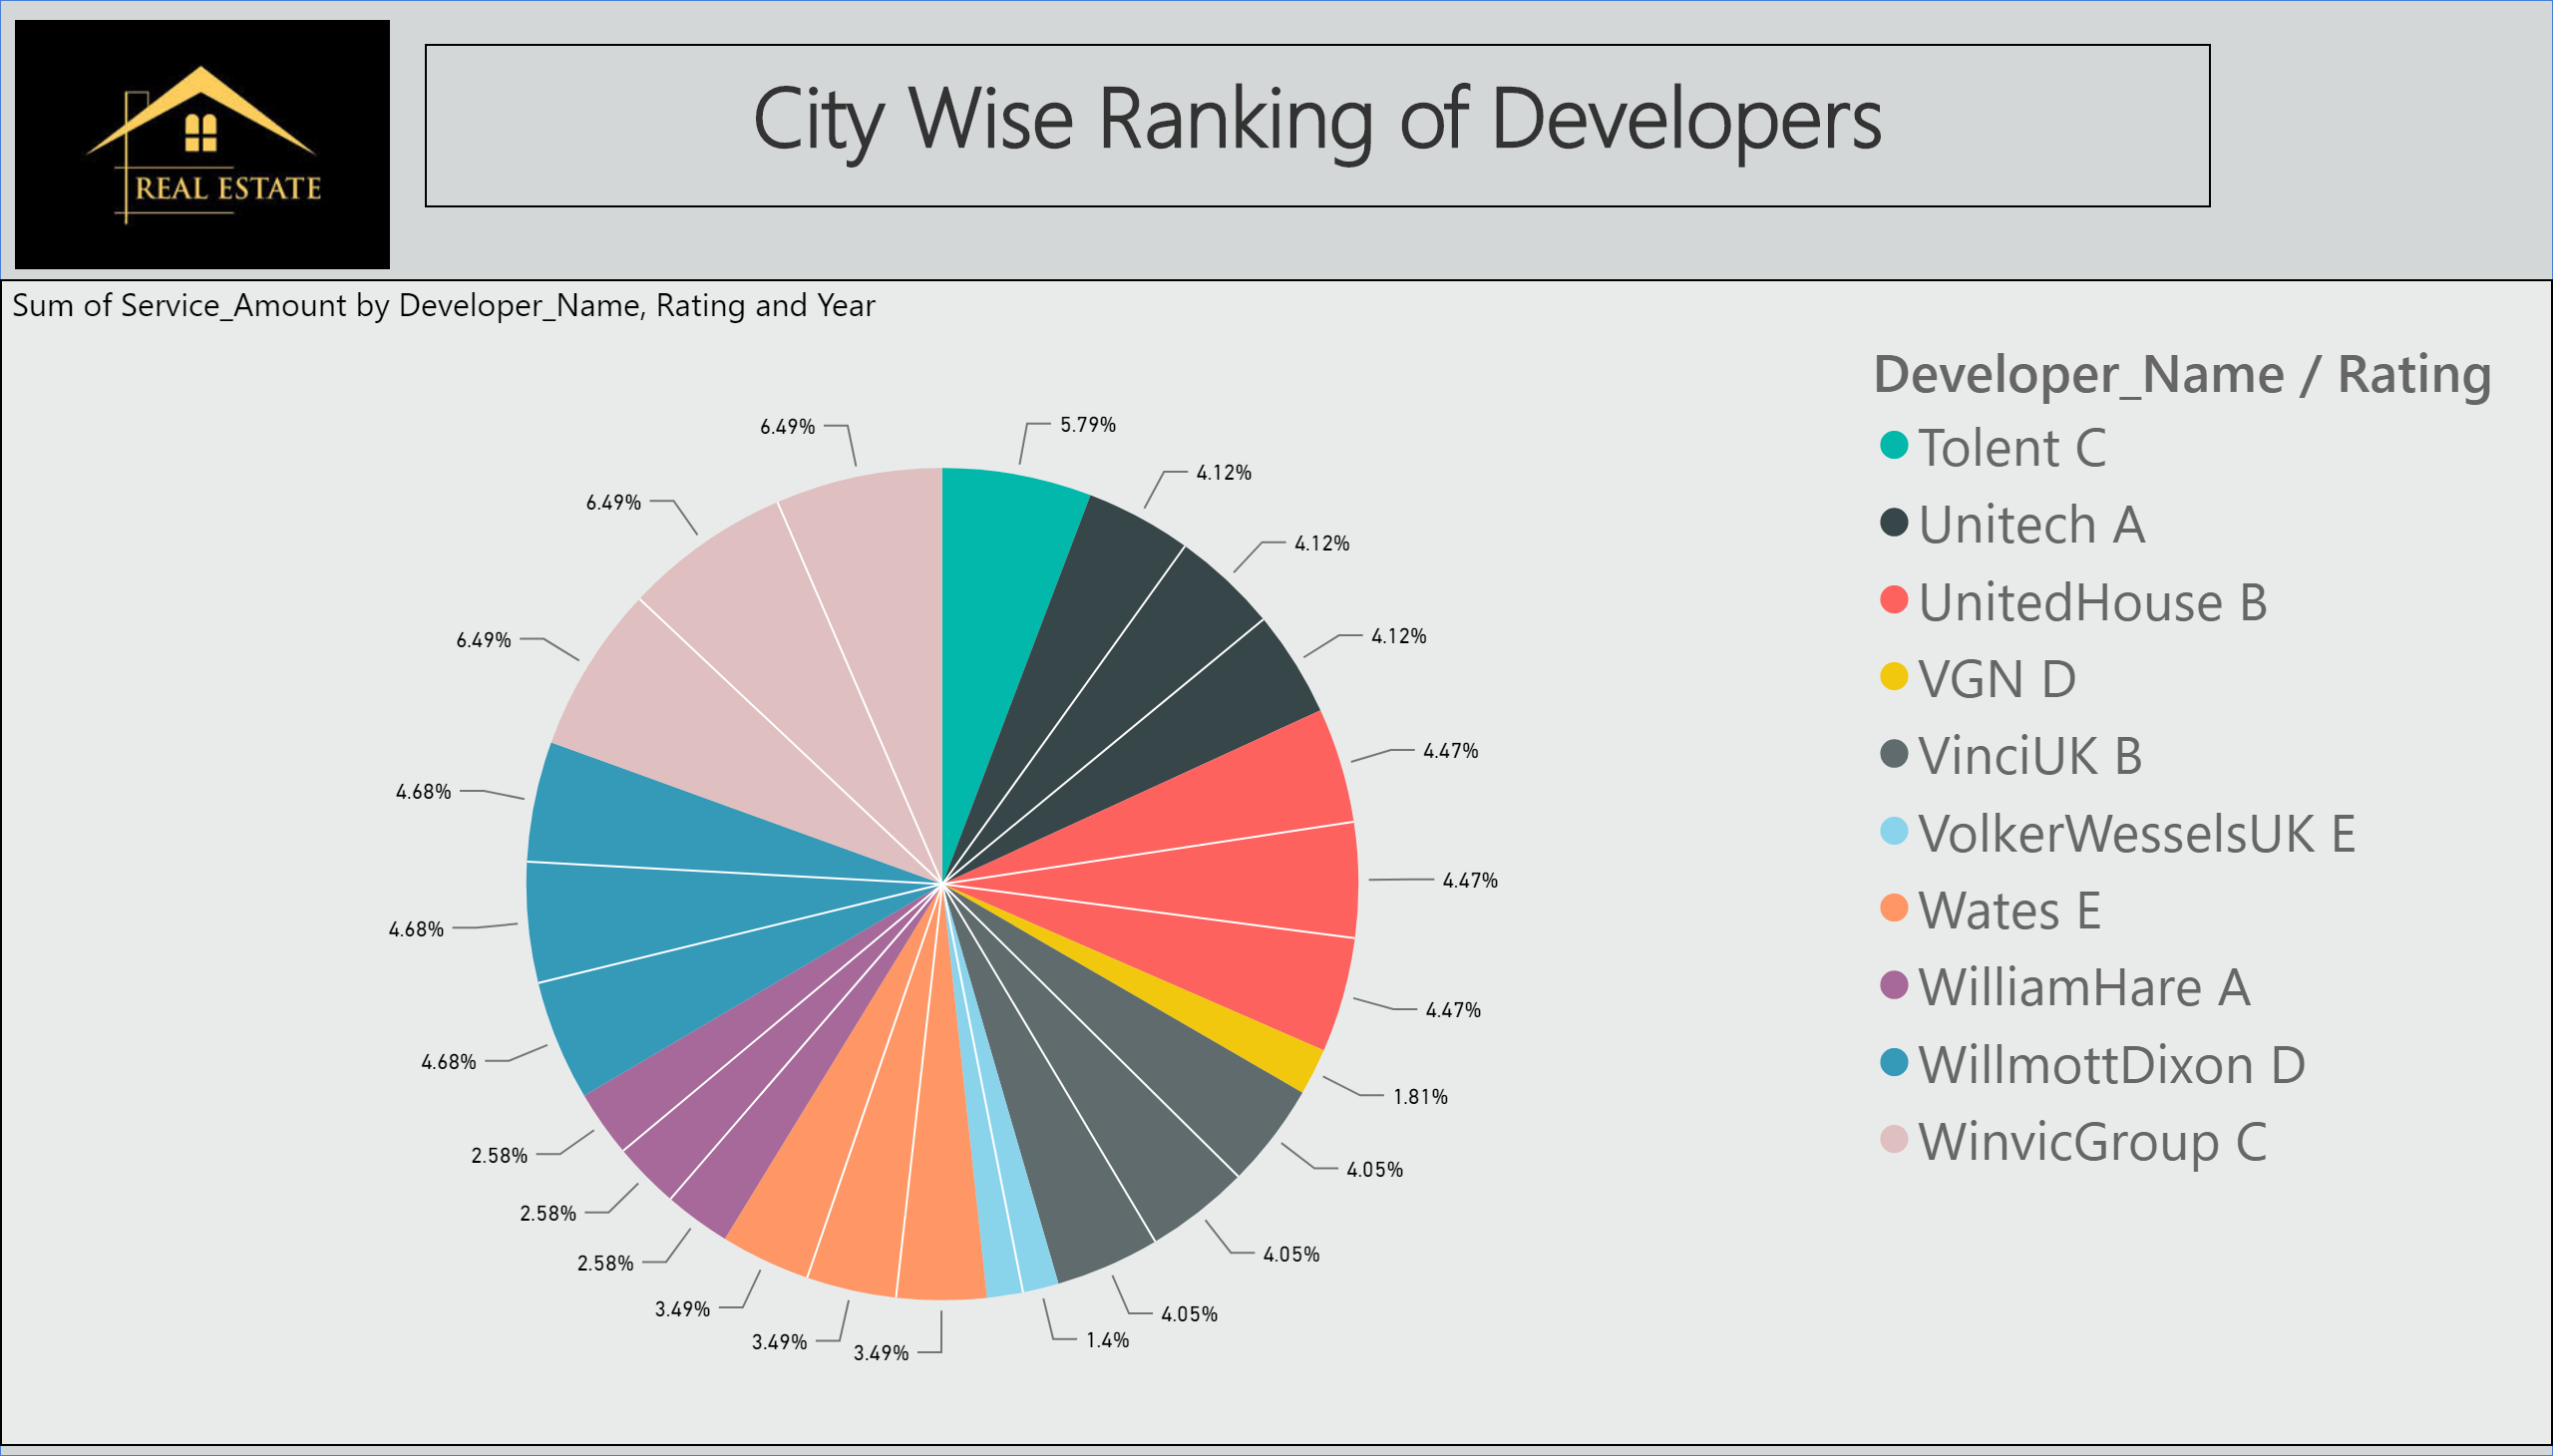 REAL ESTATE
City Wise Ranking of Developers
Sum of Service_Amount by Developer_Name, Rating and Year
Developer_Name / Rating
Tolent C
Unitech A
UnitedHouse B
VGN D
VinciUK B
VolkerWesselsUK E
Wates E
WilliamHare A
WillmottDixon D
WinvicGroup C
5.79%
4.12%
4.12%
4.12%
4.47%
4.47%
4.47%
1.81%
4.05%
4.05%
4.05%
1.4%
3.49%
3.49%
3.49%
2.58%
2.58%
2.58%
4.68%
4.68%
4.68%
6.49%
6.49%
6.49%